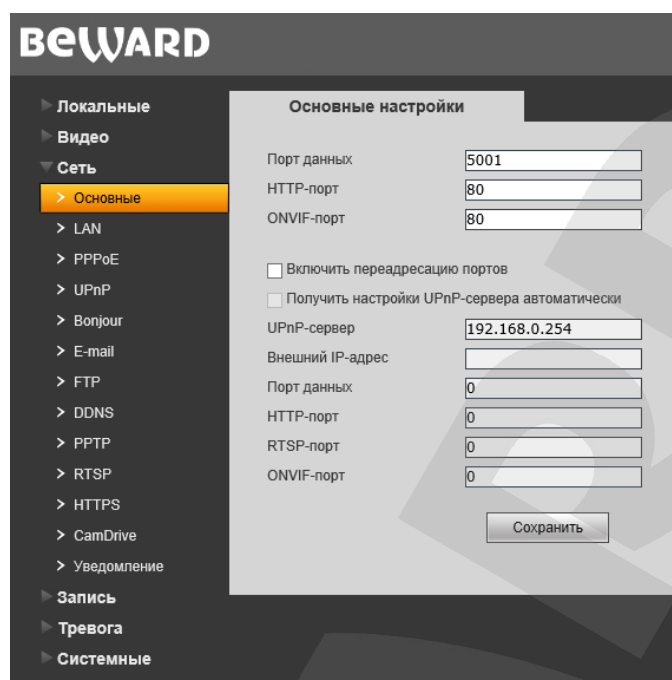 BEWARD
Локальные
Видео
Сеть
Основные
LAN
PPPoE
UPnP
Bonjour
E-mail
FTP
DDNS
PPTP
RTSP
HTTPS
CamDrive
Уведомление
Запись
Тревога
Системные
Основные настройки
Порт данных 5001
HTTP-порт 80
ONVIF-порт 80
Включить переадресацию портов
Получить настройки UPnP-сервера автоматически
UPnP-сервер 192.168.0.254
Внешний IP-адрес
Порт данных 0
HTTP-порт 0
RTSP-порт 0
ONVIF-порт 0
Сохранить